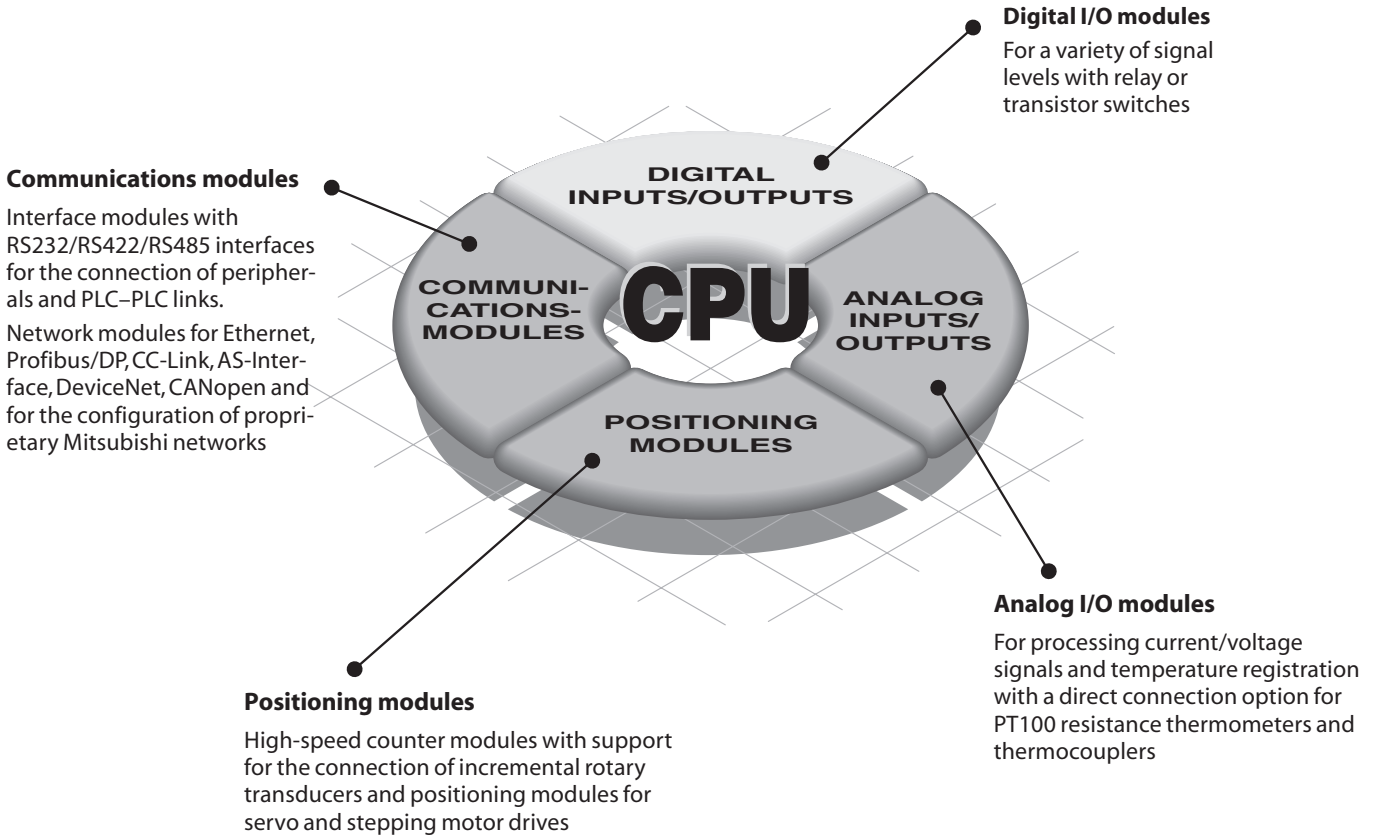 Digital I/O modules
For a variety of signal
levels with relay or
transistor switches
Communications modules
Interface modules with
RS232/RS422/RS485 interfaces
for the connection of peripher-
als and PLC–PLC links.
Network modules for Ethernet,
Profibus/DP, CC-Link, AS-Inter-
face, DeviceNet, CANopen and
for the configuration of propri-
etary Mitsubishi networks
DIGITAL
INPUTS/OUTPUTS
COMMUNI-
CATIONS-
MODULES
CPU
ANALOG
INPUTS/
OUTPUTS
POSITIONING
MODULES
Analog I/O modules
For processing current/voltage
signals and temperature registration
with a direct connection option for
PT100 resistance thermometers and
thermocouplers
Positioning modules
High-speed counter modules with support
for the connection of incremental rotary
transducers and positioning modules for
servo and stepping motor drives